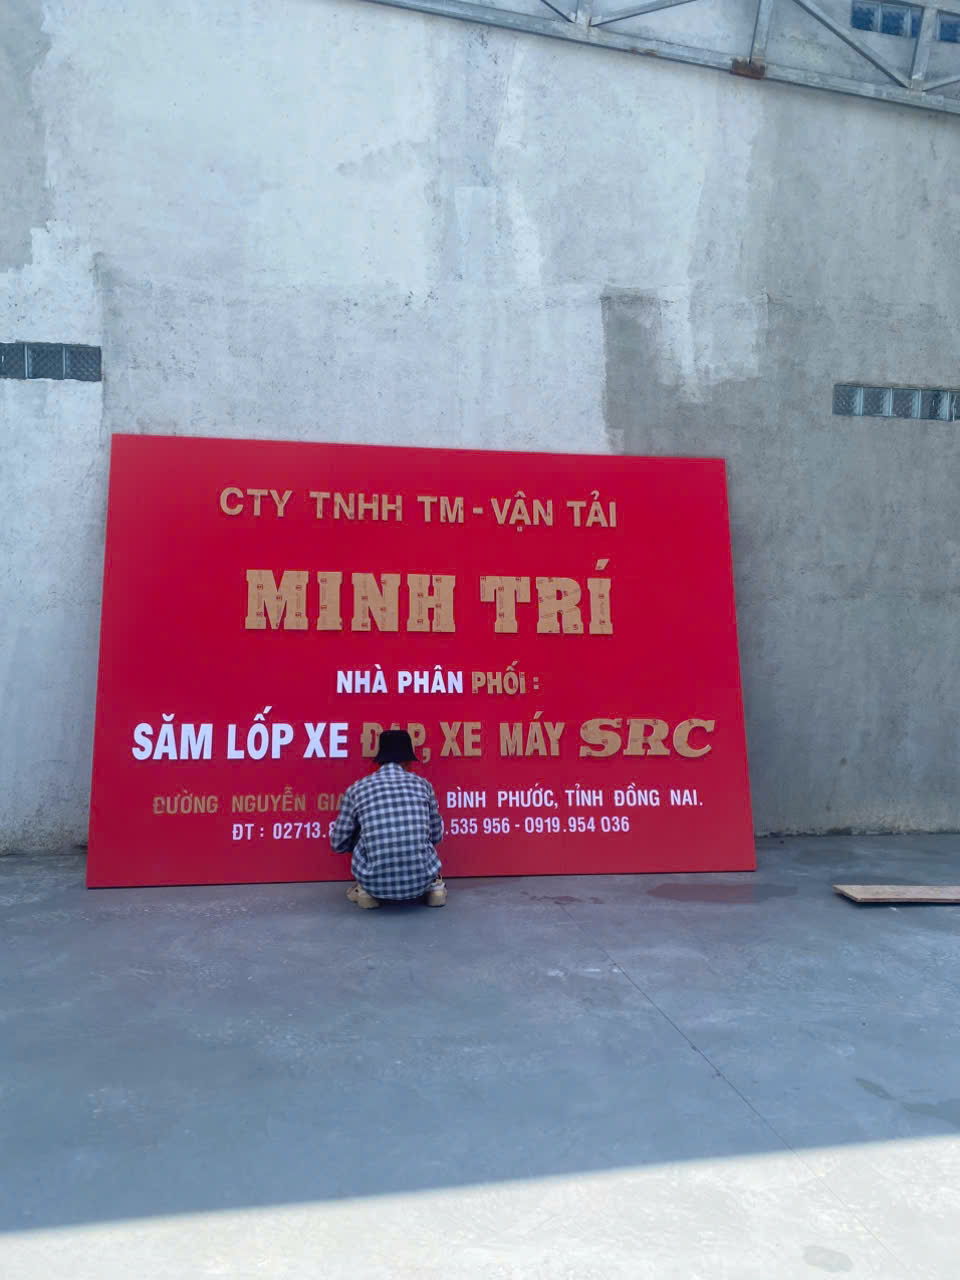 CTY TNHH TM - VẬN TẢI
MINH TRÍ
NHÀ PHÂN PHỐI :
SĂM LỐP XE ĐẠP, XE MÁY SRC
ĐƯỜNG NGUYỄN BÌNH PHƯỚC, TỈNH ĐỒNG NAI.
ĐT : 02713. .535 956 - 0919.954 036